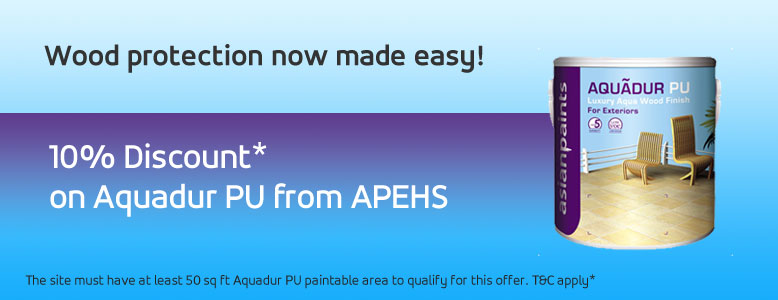 Wood protection now made easy!
10% Discount*
on Aquadur PU from APEHS
asianpaints
AQUÃDUR PU
Luxury Aqua Wood Finish
For Exteriors
The site must have at least 50 sq ft Aquadur PU paintable area to qualify for this offer. T&C apply*